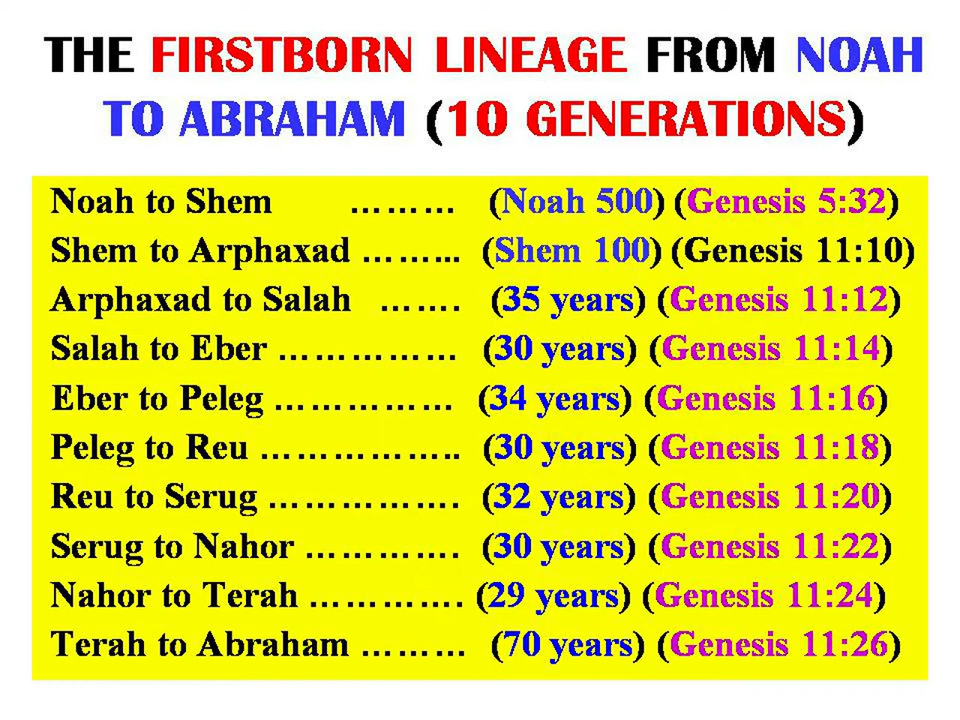 THE FIRSTBORN LINEAGE FROM NOAH
TO ABRAHAM (10 GENERATIONS)
Noah to Shem ……… (Noah 500) (Genesis 5:32)
Shem to Arphaxad ……... (Shem 100) (Genesis 11:10)
Arphaxad to Salah ……. (35 years) (Genesis 11:12)
Salah to Eber …………… (30 years) (Genesis 11:14)
Eber to Peleg …………… (34 years) (Genesis 11:16)
Peleg to Reu …………….. (30 years) (Genesis 11:18)
Reu to Serug ……………. (32 years) (Genesis 11:20)
Serug to Nahor …………. (30 years) (Genesis 11:22)
Nahor to Terah …………. (29 years) (Genesis 11:24)
Terah to Abraham ……… (70 years) (Genesis 11:26)